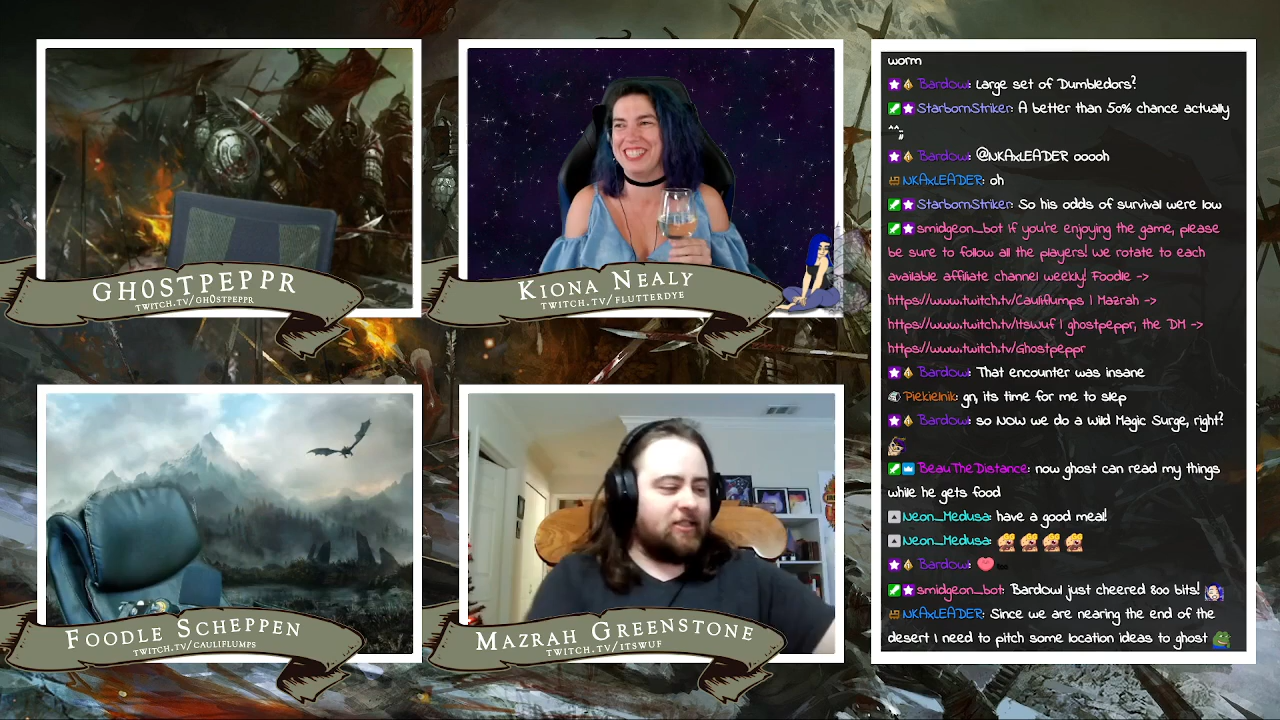 GH0STPEPPR
TWITCH.TV/GH0STPEPPR
KIONA NEALY
TWITCH.TV/FLUTTERDYE
FOODLE SCHEPPEN
TWITCH.TV/CAULIFLUMPS
MAZRAH GREENSTONE
TWITCH.TV/ITSWUF
worm
Bardow: Large set of Dumbledors?
StarbornStriker: A better than 50% chance actually
^^;
Bardow: @NKAxLEADER ooooh
NKAxLEADER: oh
StarbornStriker: So his odds of survival were low
smidgeon_bot If you're enjoying the game, please
be sure to follow all the players! We rotate to each
available affiliate channel weekly! Foodle ->
https://www.twitch.tv/Cauliflumps | Mazrah ->
https://www.twitch.tv/Itswuf | ghostpeppr, the DM ->
https://www.twitch.tv/Ghostpeppr
Bardow: That encounter was insane
Piekielnik: gn, its time for me to slep
Bardow: so NOW we do a Wild Magic Surge, right?
BeauTheDistance: now ghost can read my things
while he gets food
Neon_Medusa: have a good meal!
Neon_Medusa:
Bardow:
smidgeon_bot: Bardow just cheered 800 bits!
NKAxLEADER: Since we are nearing the end of the
desert I need to pitch some location ideas to ghost